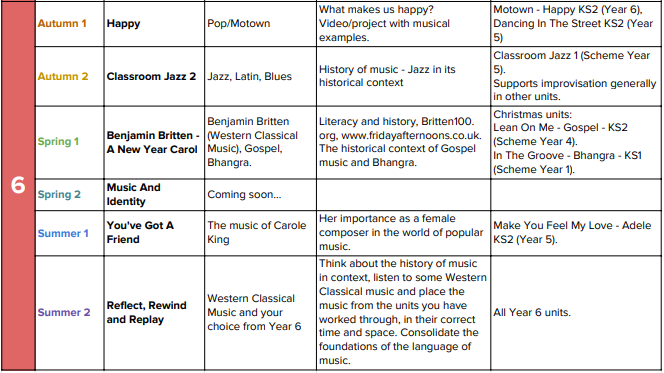 6
Autumn 1
Happy
Pop/Motown
What makes us happy?
Video/project with musical
examples.
Motown - Happy KS2 (Year 6),
Dancing In The Street KS2 (Year
5)
Autumn 2
Classroom Jazz 2
Jazz, Latin, Blues
History of music - Jazz in its
historical context
Classroom Jazz 1 (Scheme Year
5).
Supports improvisation generally
in other units.
Spring 1
Benjamin Britten -
A New Year Carol
Benjamin Britten
(Western Classical
Music), Gospel,
Bhangra.
Literacy and history, Britten100.
org, www.fridayafternoons.co.uk.
The historical context of Gospel
music and Bhangra.
Christmas units:
Lean On Me - Gospel - KS2
(Scheme Year 4).
In The Groove - Bhangra - KS1
(Scheme Year 1).
Spring 2
Music And
Identity
Coming soon...
Summer 1
You've Got A
Friend
The music of Carole
King
Her importance as a female
composer in the world of popular
music.
Make You Feel My Love - Adele
KS2 (Year 5).
Summer 2
Reflect, Rewind
and Replay
Western Classical
Music and your
choice from Year 6
Think about the history of music
in context, listen to some Western
Classical music and place the
music from the units you have
worked through, in their correct
time and space. Consolidate the
foundations of the language of
music.
All Year 6 units.